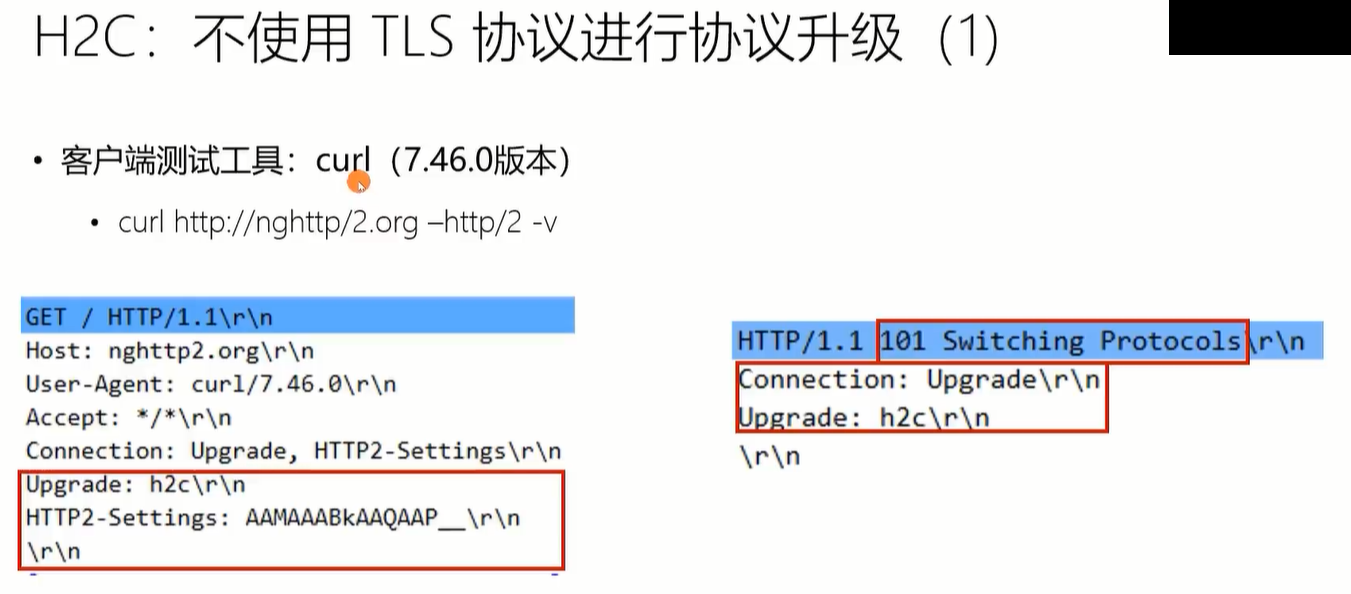 H2C：不使用 TLS 协议进行协议升级（1）
• 客户端测试工具：curl（7.46.0版本）
• curl http://nghttp/2.org –http/2 -v
GET / HTTP/1.1\r\n
Host: nghttp2.org\r\n
User-Agent: curl/7.46.0\r\n
Accept: */*\r\n
Connection: Upgrade, HTTP2-Settings\r\n
Upgrade: h2c\r\n
HTTP2-Settings: AAMAAABkAAQAAP__\r\n
\r\n
HTTP/1.1 101 Switching Protocols\r\n
Connection: Upgrade\r\n
Upgrade: h2c\r\n
\r\n